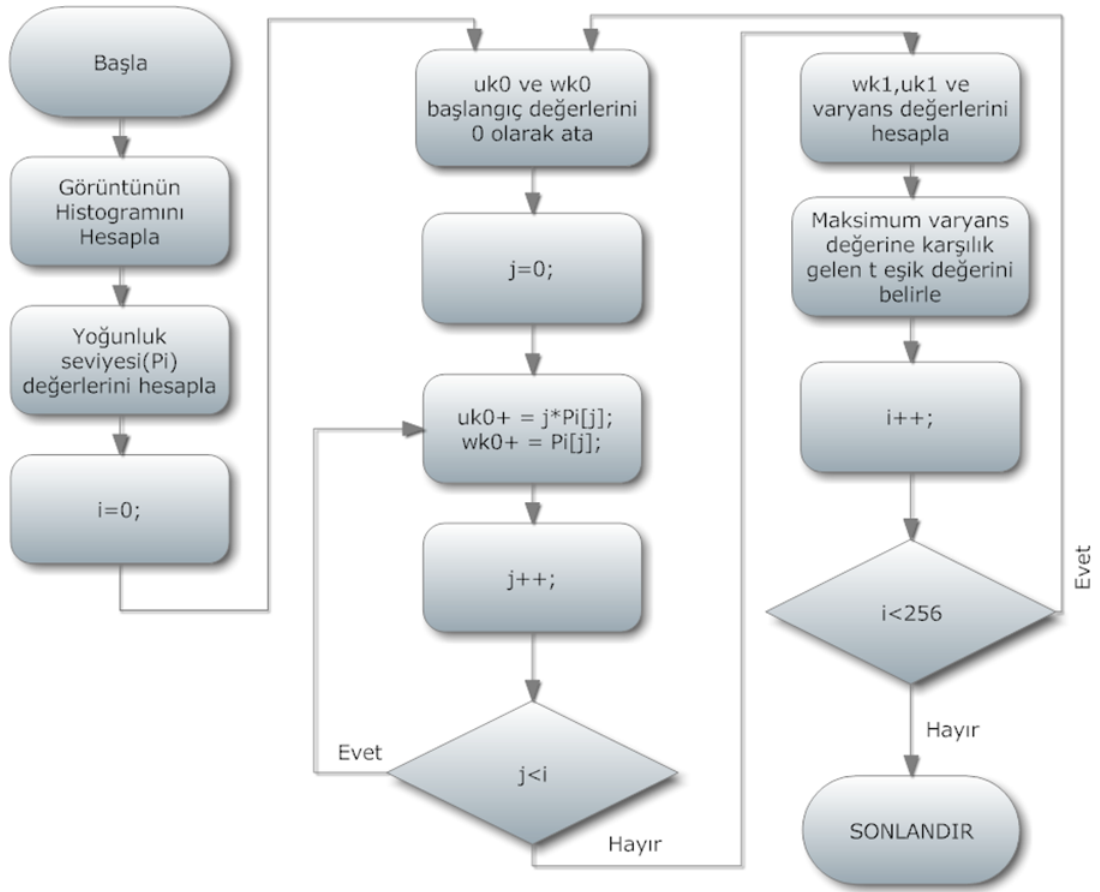 Başla
Görüntünün
Histogramını
Hesapla
Yoğunluk
seviyesi(Pi)
değerlerini hesapla
i=0;
uk0 ve wk0
başlangıç değerlerini
0 olarak ata
j=0;
uk0+ = j*Pi[j];
wk0+ = Pi[j];
j++;
j<i
Evet
Hayır
wk1,uk1 ve
varyans değerlerini
hesapla
Maksimum varyans
değerine karşılık
gelen t eşik değerini
belirle
i++;
i<256
Evet
Hayır
SONLANDIR